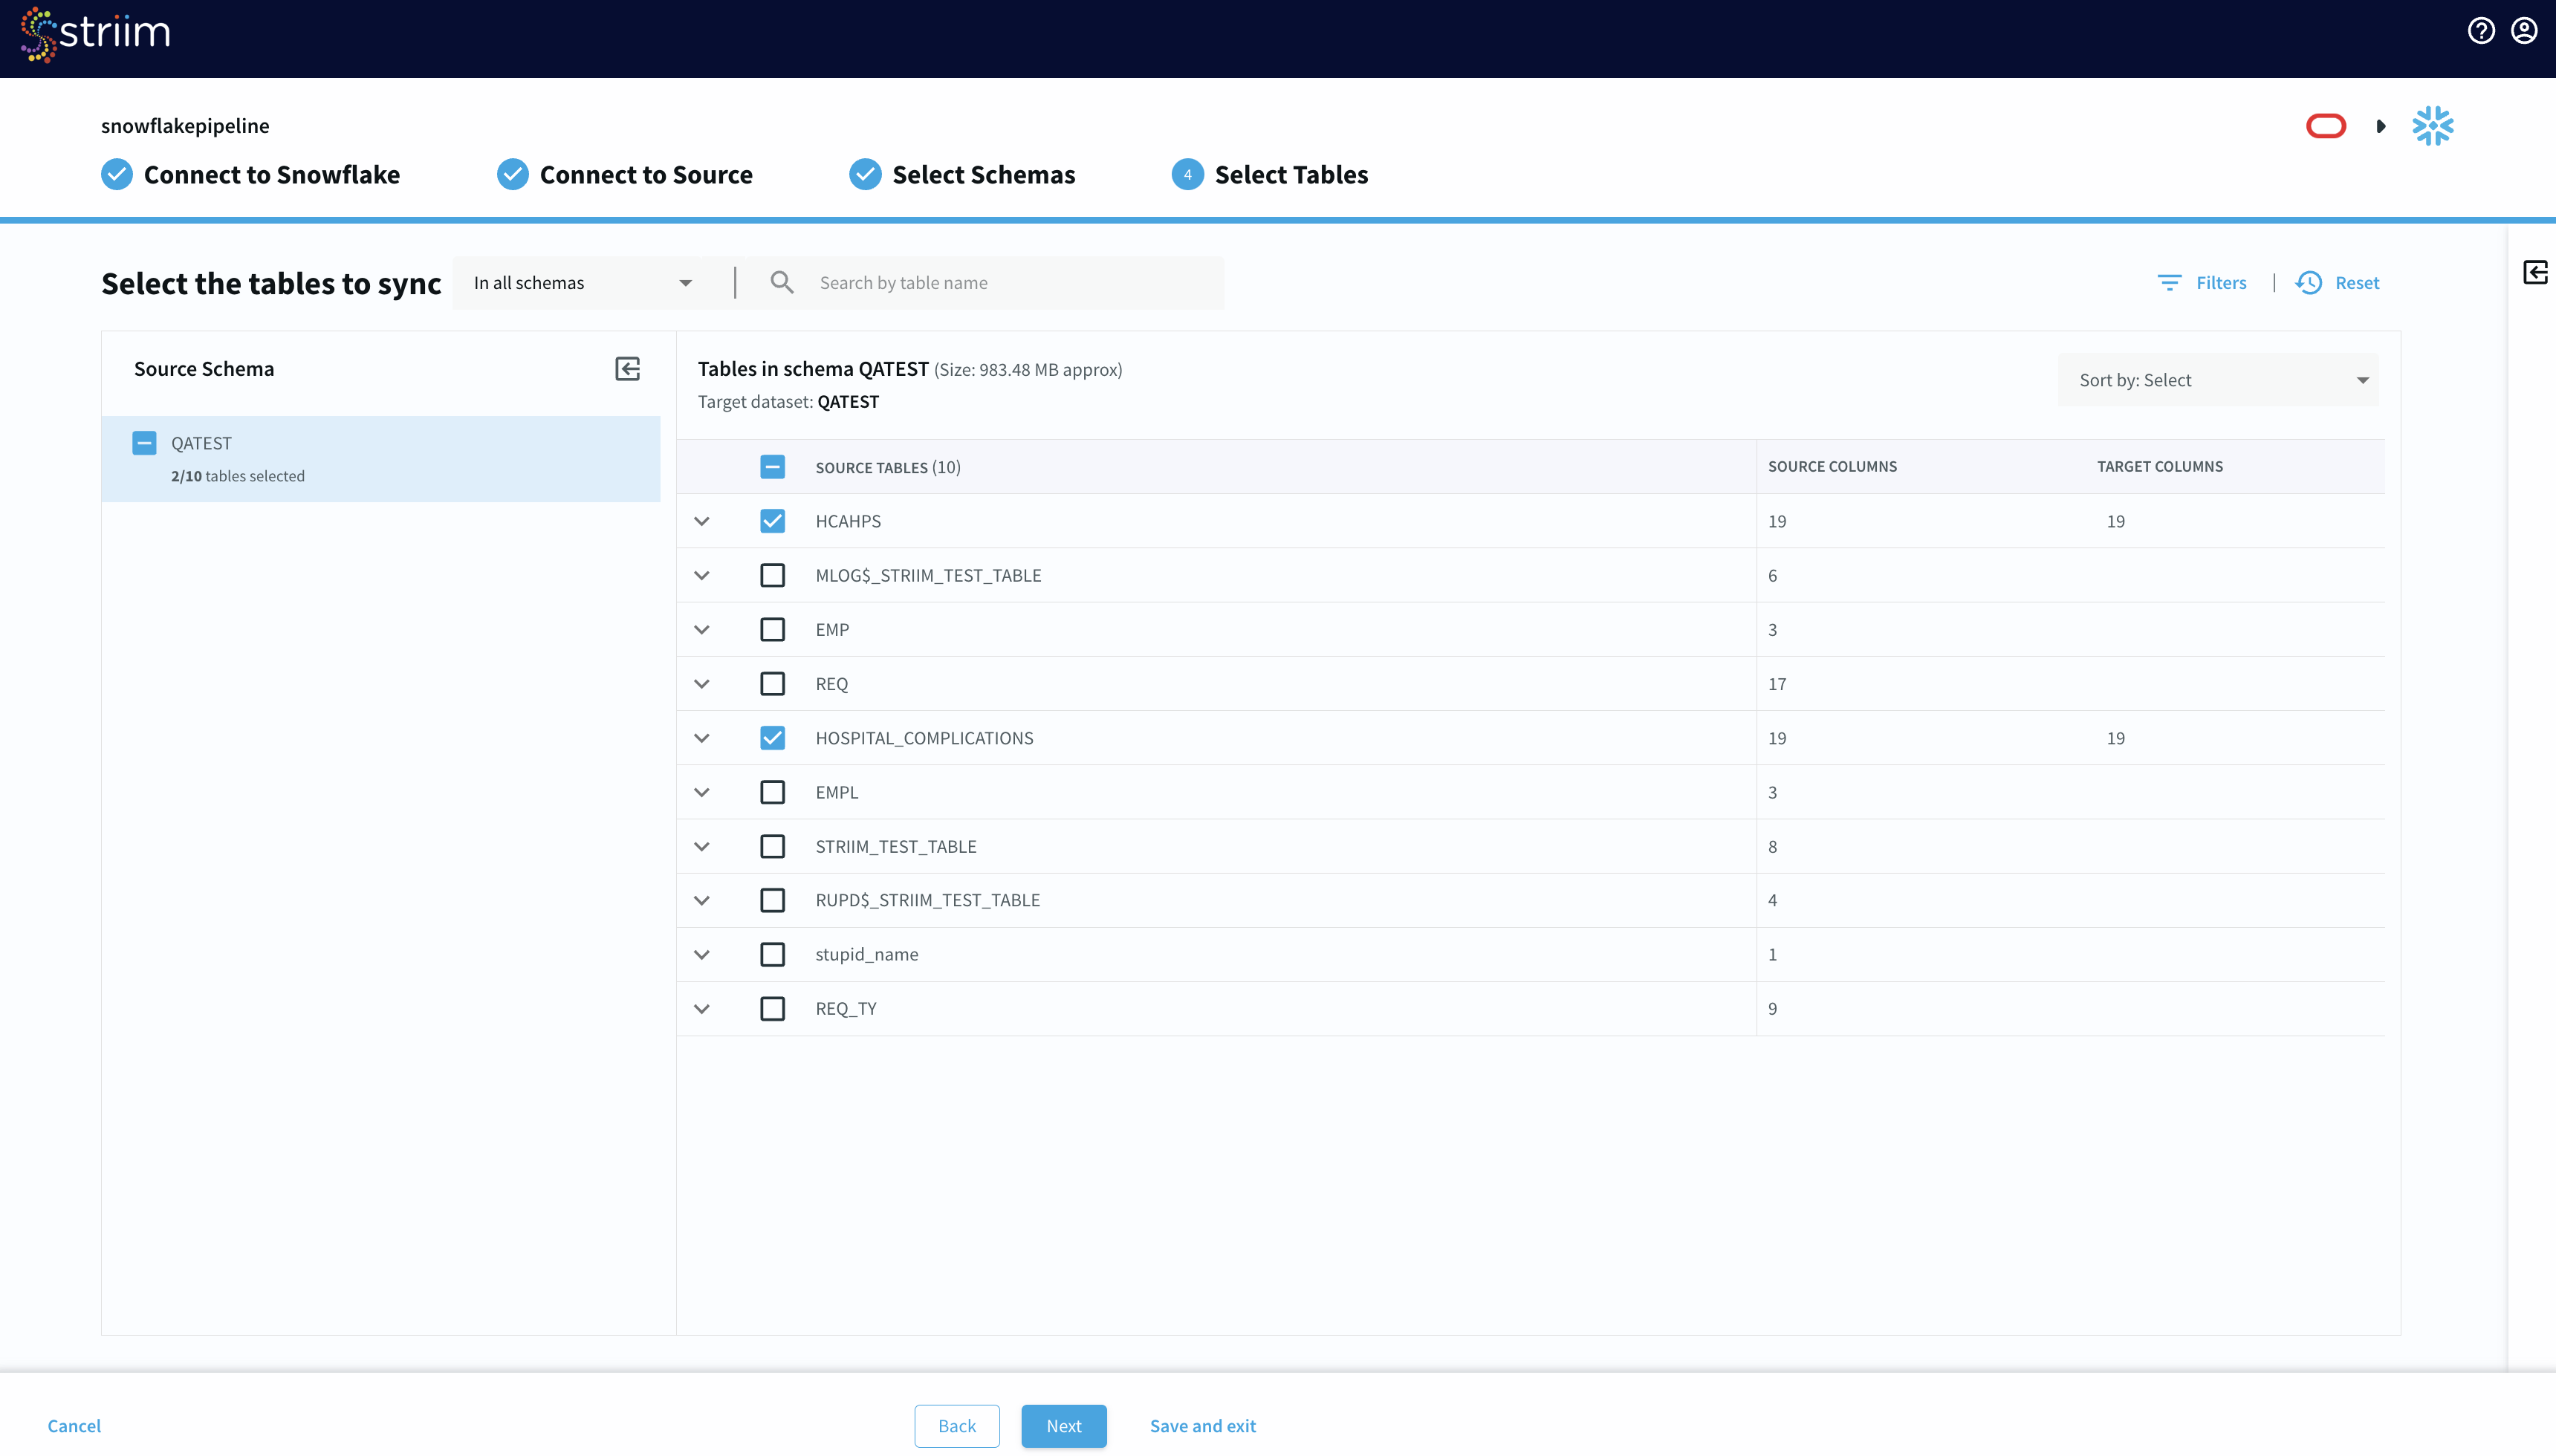 striim
snowflakepipeline
Connect to Snowflake Connect to Source Select Schemas 4 Select Tables
Select the tables to sync In all schemas Search by table name Filters | Reset
Source Schema
QATEST
2/10 tables selected
Tables in schema QATEST (Size: 983.48 MB approx)
Target dataset: QATEST
Sort by: Select
SOURCE TABLES (10) SOURCE COLUMNS TARGET COLUMNS
HCAHPS 19 19
MLOG$_STRIIM_TEST_TABLE 6
EMP 3
REQ 17
HOSPITAL_COMPLICATIONS 19 19
EMPL 3
STRIIM_TEST_TABLE 8
RUPD$_STRIIM_TEST_TABLE 4
stupid_name 1
REQ_TY 9
Cancel Back Next Save and exit